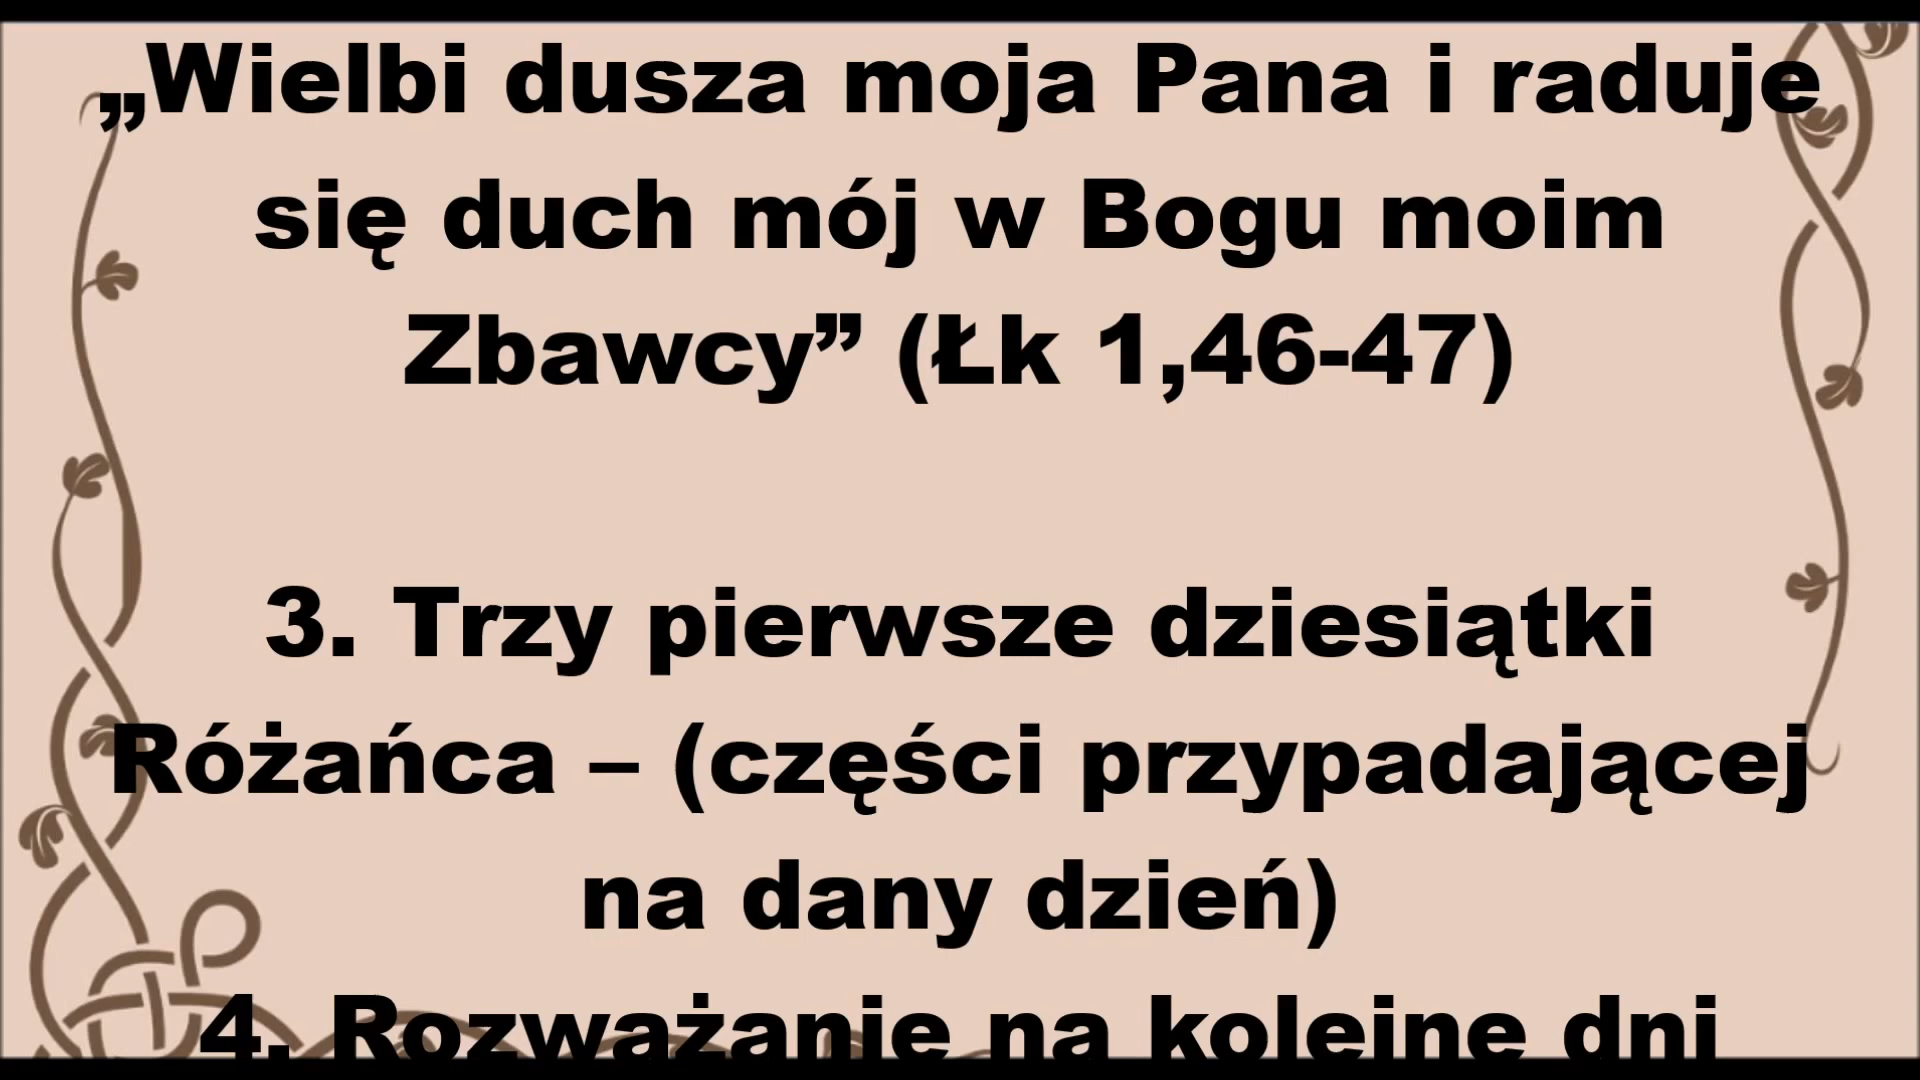 „Wielbi dusza moja Pana i raduje
się duch mój w Bogu moim
Zbawcy” (Łk 1,46-47)
3. Trzy pierwsze dziesiątki
Różańca – (części przypadającej
na dany dzień)
4. Rozważanie na kolejne dni